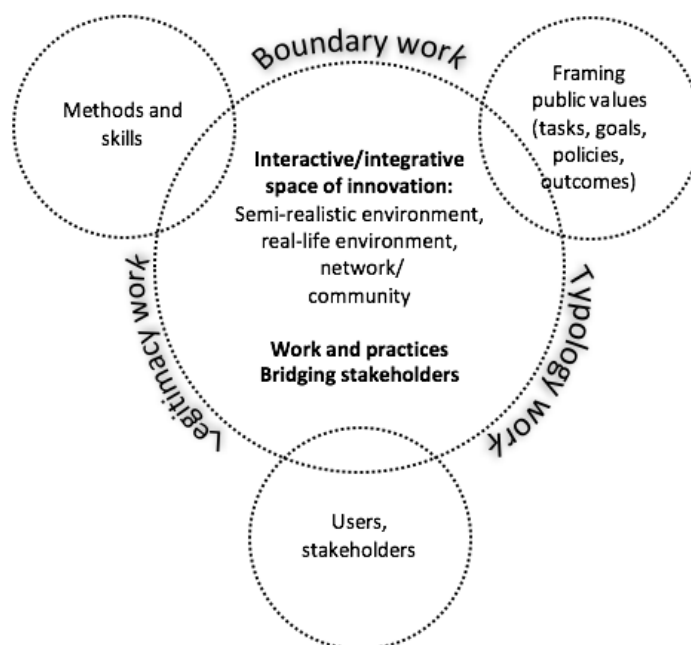 Boundary work
Methods and
skills
Framing
public values
(tasks, goals,
policies,
outcomes)
Interactive/integrative
space of innovation:
Semi-realistic environment,
real-life environment,
network/
community
Work and practices
Bridging stakeholders
Legitimacy work
Typology work
Users,
stakeholders